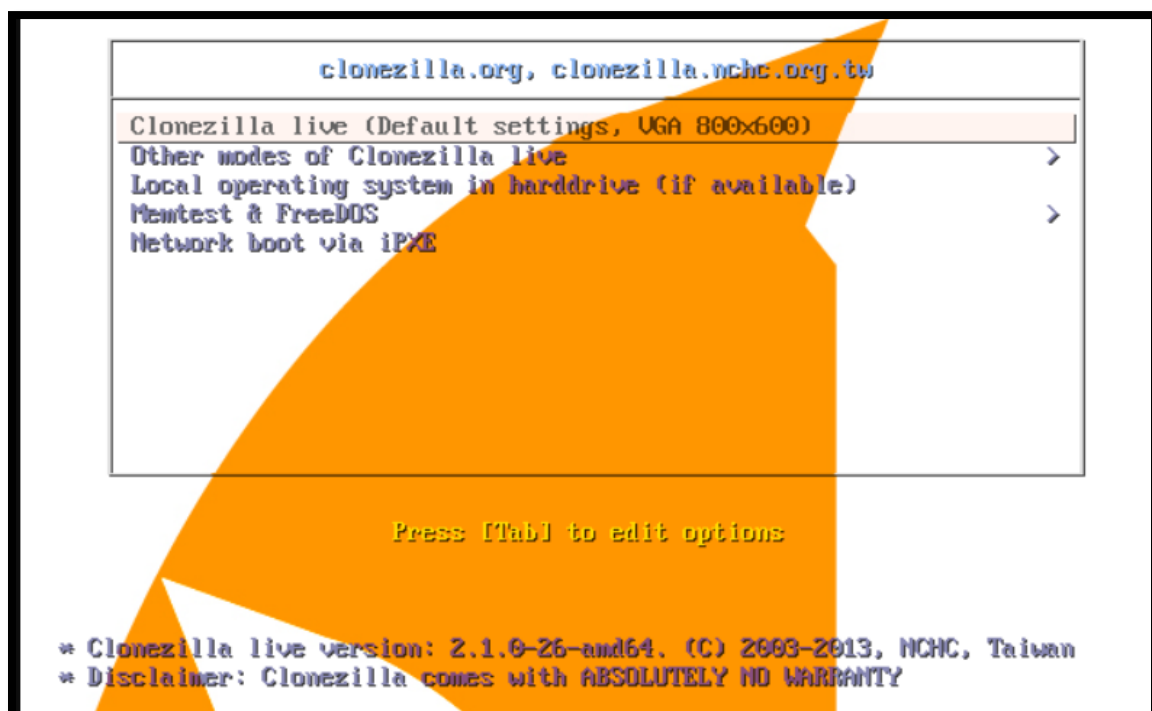 clonezilla.org, clonezilla.nchc.org.tw
Clonezilla live (Default settings, VGA 800x600)
Other modes of Clonezilla live >
Local operating system in harddrive (if available)
Memtest & FreeDOS >
Network boot via iPXE
Press [Tab] to edit options
* Clonezilla live version: 2.1.0-26-amd64. (C) 2003-2013, NCHC, Taiwan
* Disclaimer: Clonezilla comes with ABSOLUTELY NO WARRANTY